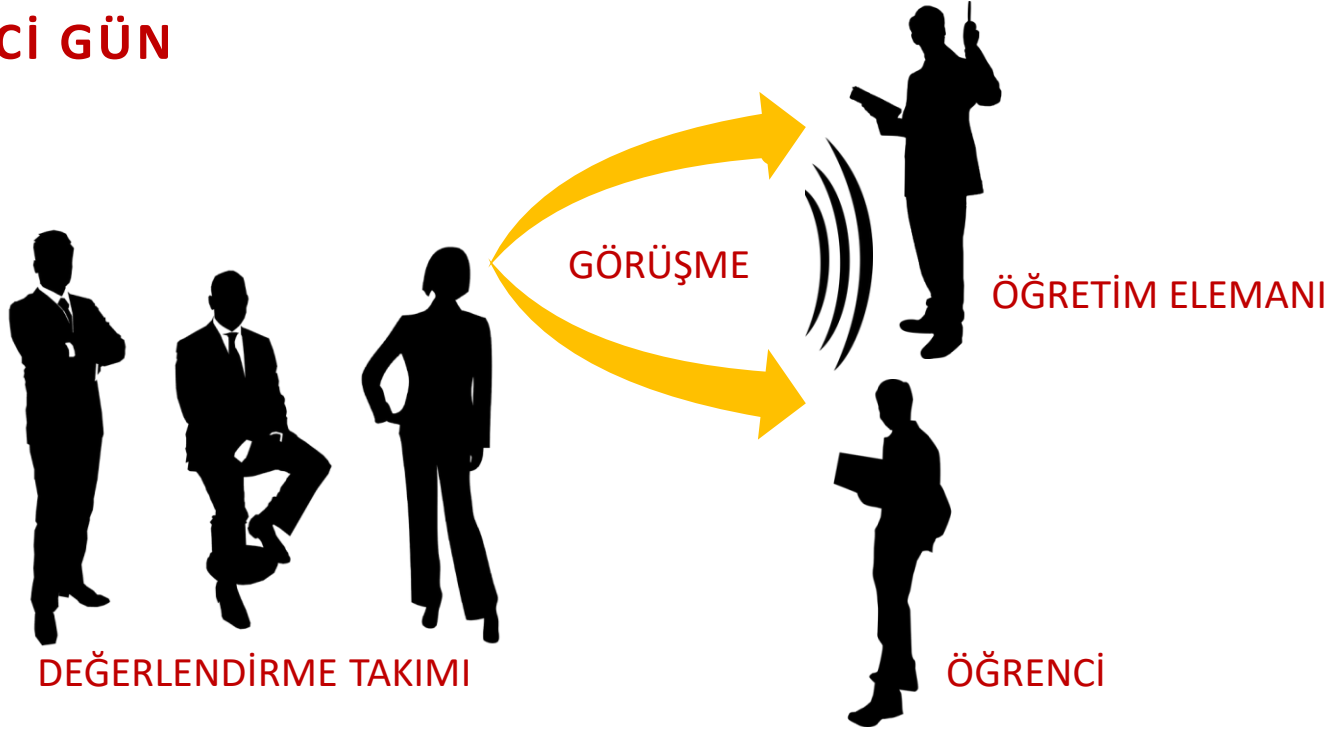 Cİ GÜN
GÖRÜŞME
ÖĞRETİM ELEMANI
DEĞERLENDİRME TAKIMI
ÖĞRENCİ